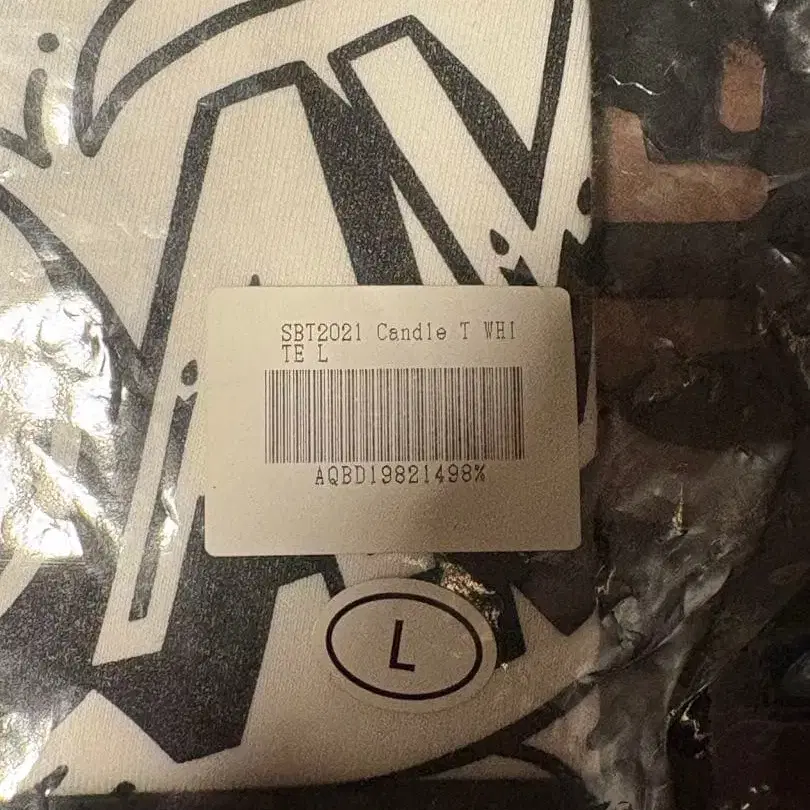 SBT2021 Candle T WHI
TE L
AQBD19821498%
L